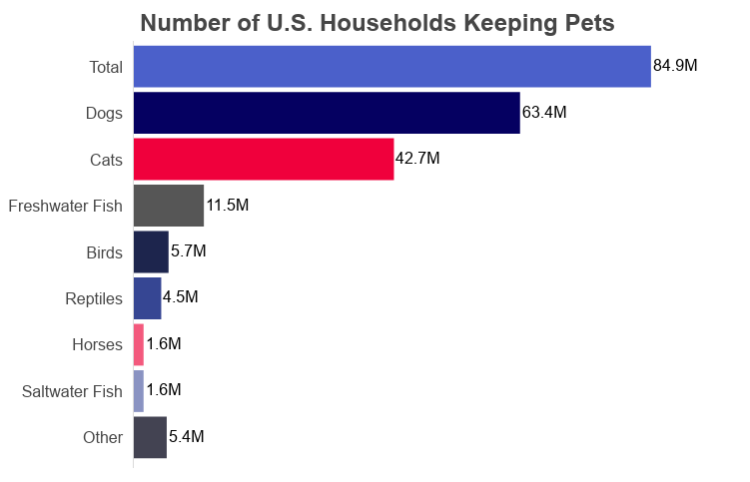 Number of U.S. Households Keeping Pets
Total 84.9M
Dogs 63.4M
Cats 42.7M
Freshwater Fish 11.5M
Birds 5.7M
Reptiles 4.5M
Horses 1.6M
Saltwater Fish 1.6M
Other 5.4M